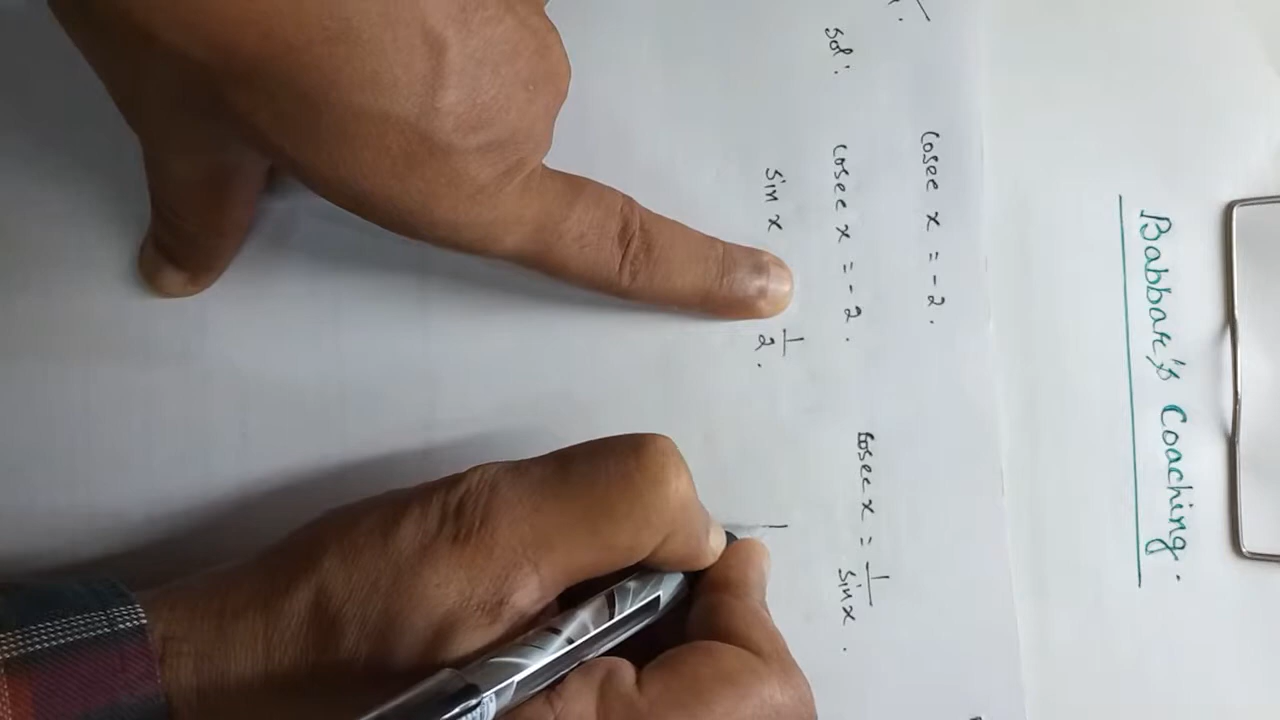 Babbar's Coaching.
cosec x = -2.
Sol:    cosec x = -2.    cosec x = 1/sin x.
sin x    1/2.